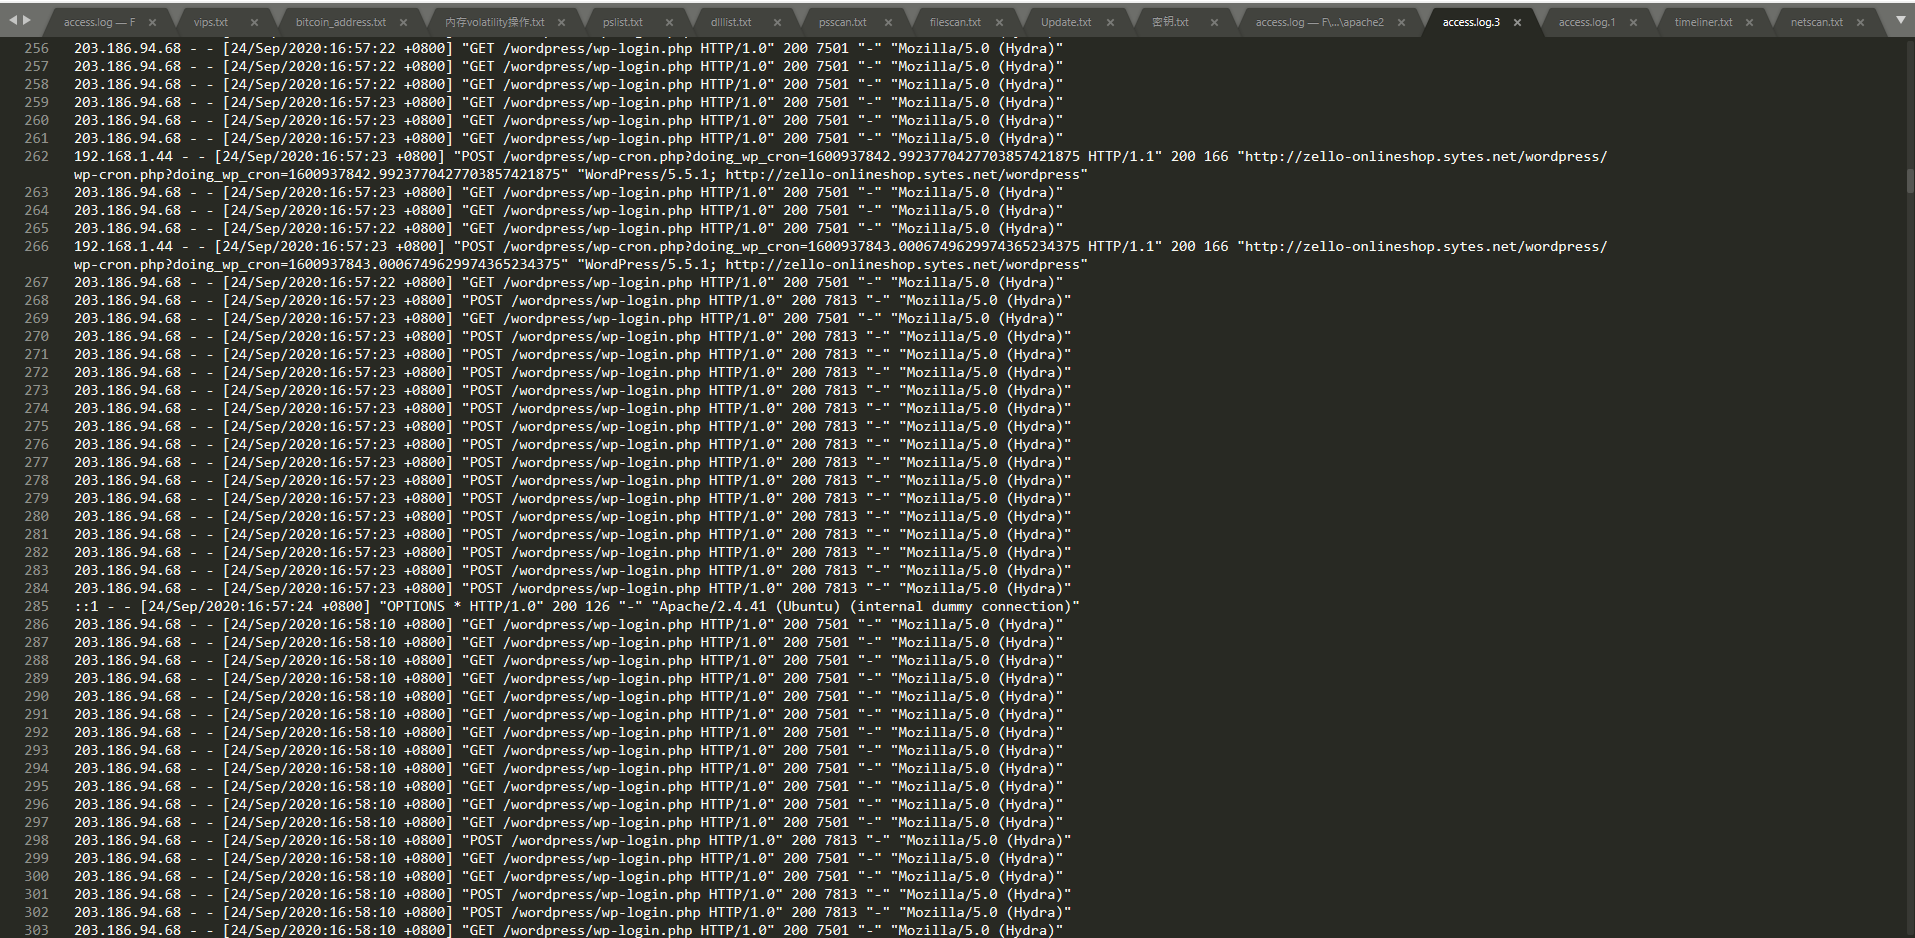 access.log — F × vips.txt × bitcoin_address.txt × 内存volatility操作.txt × pslist.txt × dlllist.txt × psscan.txt × filescan.txt × Update.txt × 密钥.txt × access.log — F\...\apache2 × access.log.3 × access.log.1 × timeliner.txt × netscan.txt ×
256 203.186.94.68 - - [24/Sep/2020:16:57:22 +0800] "GET /wordpress/wp-login.php HTTP/1.0" 200 7501 "-" "Mozilla/5.0 (Hydra)"
257 203.186.94.68 - - [24/Sep/2020:16:57:22 +0800] "GET /wordpress/wp-login.php HTTP/1.0" 200 7501 "-" "Mozilla/5.0 (Hydra)"
258 203.186.94.68 - - [24/Sep/2020:16:57:22 +0800] "GET /wordpress/wp-login.php HTTP/1.0" 200 7501 "-" "Mozilla/5.0 (Hydra)"
259 203.186.94.68 - - [24/Sep/2020:16:57:23 +0800] "GET /wordpress/wp-login.php HTTP/1.0" 200 7501 "-" "Mozilla/5.0 (Hydra)"
260 203.186.94.68 - - [24/Sep/2020:16:57:23 +0800] "GET /wordpress/wp-login.php HTTP/1.0" 200 7501 "-" "Mozilla/5.0 (Hydra)"
261 203.186.94.68 - - [24/Sep/2020:16:57:23 +0800] "GET /wordpress/wp-login.php HTTP/1.0" 200 7501 "-" "Mozilla/5.0 (Hydra)"
262 192.168.1.44 - - [24/Sep/2020:16:57:23 +0800] "POST /wordpress/wp-cron.php?doing_wp_cron=1600937842.9923770427703857421875 HTTP/1.1" 200 166 "http://zello-onlineshop.sytes.net/wordpress/
wp-cron.php?doing_wp_cron=1600937842.9923770427703857421875" "WordPress/5.5.1; http://zello-onlineshop.sytes.net/wordpress"
263 203.186.94.68 - - [24/Sep/2020:16:57:23 +0800] "GET /wordpress/wp-login.php HTTP/1.0" 200 7501 "-" "Mozilla/5.0 (Hydra)"
264 203.186.94.68 - - [24/Sep/2020:16:57:23 +0800] "GET /wordpress/wp-login.php HTTP/1.0" 200 7501 "-" "Mozilla/5.0 (Hydra)"
265 203.186.94.68 - - [24/Sep/2020:16:57:22 +0800] "GET /wordpress/wp-login.php HTTP/1.0" 200 7501 "-" "Mozilla/5.0 (Hydra)"
266 192.168.1.44 - - [24/Sep/2020:16:57:23 +0800] "POST /wordpress/wp-cron.php?doing_wp_cron=1600937843.0006749629974365234375 HTTP/1.1" 200 166 "http://zello-onlineshop.sytes.net/wordpress/
wp-cron.php?doing_wp_cron=1600937843.0006749629974365234375" "WordPress/5.5.1; http://zello-onlineshop.sytes.net/wordpress"
267 203.186.94.68 - - [24/Sep/2020:16:57:22 +0800] "GET /wordpress/wp-login.php HTTP/1.0" 200 7501 "-" "Mozilla/5.0 (Hydra)"
268 203.186.94.68 - - [24/Sep/2020:16:57:23 +0800] "POST /wordpress/wp-login.php HTTP/1.0" 200 7813 "-" "Mozilla/5.0 (Hydra)"
269 203.186.94.68 - - [24/Sep/2020:16:57:23 +0800] "GET /wordpress/wp-login.php HTTP/1.0" 200 7501 "-" "Mozilla/5.0 (Hydra)"
270 203.186.94.68 - - [24/Sep/2020:16:57:23 +0800] "POST /wordpress/wp-login.php HTTP/1.0" 200 7813 "-" "Mozilla/5.0 (Hydra)"
271 203.186.94.68 - - [24/Sep/2020:16:57:23 +0800] "POST /wordpress/wp-login.php HTTP/1.0" 200 7813 "-" "Mozilla/5.0 (Hydra)"
272 203.186.94.68 - - [24/Sep/2020:16:57:23 +0800] "POST /wordpress/wp-login.php HTTP/1.0" 200 7813 "-" "Mozilla/5.0 (Hydra)"
273 203.186.94.68 - - [24/Sep/2020:16:57:23 +0800] "POST /wordpress/wp-login.php HTTP/1.0" 200 7813 "-" "Mozilla/5.0 (Hydra)"
274 203.186.94.68 - - [24/Sep/2020:16:57:23 +0800] "POST /wordpress/wp-login.php HTTP/1.0" 200 7813 "-" "Mozilla/5.0 (Hydra)"
275 203.186.94.68 - - [24/Sep/2020:16:57:23 +0800] "POST /wordpress/wp-login.php HTTP/1.0" 200 7813 "-" "Mozilla/5.0 (Hydra)"
276 203.186.94.68 - - [24/Sep/2020:16:57:23 +0800] "POST /wordpress/wp-login.php HTTP/1.0" 200 7813 "-" "Mozilla/5.0 (Hydra)"
277 203.186.94.68 - - [24/Sep/2020:16:57:23 +0800] "POST /wordpress/wp-login.php HTTP/1.0" 200 7813 "-" "Mozilla/5.0 (Hydra)"
278 203.186.94.68 - - [24/Sep/2020:16:57:23 +0800] "POST /wordpress/wp-login.php HTTP/1.0" 200 7813 "-" "Mozilla/5.0 (Hydra)"
279 203.186.94.68 - - [24/Sep/2020:16:57:23 +0800] "POST /wordpress/wp-login.php HTTP/1.0" 200 7813 "-" "Mozilla/5.0 (Hydra)"
280 203.186.94.68 - - [24/Sep/2020:16:57:23 +0800] "POST /wordpress/wp-login.php HTTP/1.0" 200 7813 "-" "Mozilla/5.0 (Hydra)"
281 203.186.94.68 - - [24/Sep/2020:16:57:23 +0800] "POST /wordpress/wp-login.php HTTP/1.0" 200 7813 "-" "Mozilla/5.0 (Hydra)"
282 203.186.94.68 - - [24/Sep/2020:16:57:23 +0800] "POST /wordpress/wp-login.php HTTP/1.0" 200 7813 "-" "Mozilla/5.0 (Hydra)"
283 203.186.94.68 - - [24/Sep/2020:16:57:23 +0800] "POST /wordpress/wp-login.php HTTP/1.0" 200 7813 "-" "Mozilla/5.0 (Hydra)"
284 203.186.94.68 - - [24/Sep/2020:16:57:23 +0800] "POST /wordpress/wp-login.php HTTP/1.0" 200 7813 "-" "Mozilla/5.0 (Hydra)"
285 ::1 - - [24/Sep/2020:16:57:24 +0800] "OPTIONS * HTTP/1.0" 200 126 "-" "Apache/2.4.41 (Ubuntu) (internal dummy connection)"
286 203.186.94.68 - - [24/Sep/2020:16:58:10 +0800] "GET /wordpress/wp-login.php HTTP/1.0" 200 7501 "-" "Mozilla/5.0 (Hydra)"
287 203.186.94.68 - - [24/Sep/2020:16:58:10 +0800] "GET /wordpress/wp-login.php HTTP/1.0" 200 7501 "-" "Mozilla/5.0 (Hydra)"
288 203.186.94.68 - - [24/Sep/2020:16:58:10 +0800] "GET /wordpress/wp-login.php HTTP/1.0" 200 7501 "-" "Mozilla/5.0 (Hydra)"
289 203.186.94.68 - - [24/Sep/2020:16:58:10 +0800] "GET /wordpress/wp-login.php HTTP/1.0" 200 7501 "-" "Mozilla/5.0 (Hydra)"
290 203.186.94.68 - - [24/Sep/2020:16:58:10 +0800] "GET /wordpress/wp-login.php HTTP/1.0" 200 7501 "-" "Mozilla/5.0 (Hydra)"
291 203.186.94.68 - - [24/Sep/2020:16:58:10 +0800] "GET /wordpress/wp-login.php HTTP/1.0" 200 7501 "-" "Mozilla/5.0 (Hydra)"
292 203.186.94.68 - - [24/Sep/2020:16:58:10 +0800] "GET /wordpress/wp-login.php HTTP/1.0" 200 7501 "-" "Mozilla/5.0 (Hydra)"
293 203.186.94.68 - - [24/Sep/2020:16:58:10 +0800] "GET /wordpress/wp-login.php HTTP/1.0" 200 7501 "-" "Mozilla/5.0 (Hydra)"
294 203.186.94.68 - - [24/Sep/2020:16:58:10 +0800] "GET /wordpress/wp-login.php HTTP/1.0" 200 7501 "-" "Mozilla/5.0 (Hydra)"
295 203.186.94.68 - - [24/Sep/2020:16:58:10 +0800] "GET /wordpress/wp-login.php HTTP/1.0" 200 7501 "-" "Mozilla/5.0 (Hydra)"
296 203.186.94.68 - - [24/Sep/2020:16:58:10 +0800] "GET /wordpress/wp-login.php HTTP/1.0" 200 7501 "-" "Mozilla/5.0 (Hydra)"
297 203.186.94.68 - - [24/Sep/2020:16:58:10 +0800] "GET /wordpress/wp-login.php HTTP/1.0" 200 7501 "-" "Mozilla/5.0 (Hydra)"
298 203.186.94.68 - - [24/Sep/2020:16:58:10 +0800] "POST /wordpress/wp-login.php HTTP/1.0" 200 7813 "-" "Mozilla/5.0 (Hydra)"
299 203.186.94.68 - - [24/Sep/2020:16:58:10 +0800] "GET /wordpress/wp-login.php HTTP/1.0" 200 7501 "-" "Mozilla/5.0 (Hydra)"
300 203.186.94.68 - - [24/Sep/2020:16:58:10 +0800] "GET /wordpress/wp-login.php HTTP/1.0" 200 7501 "-" "Mozilla/5.0 (Hydra)"
301 203.186.94.68 - - [24/Sep/2020:16:58:10 +0800] "POST /wordpress/wp-login.php HTTP/1.0" 200 7813 "-" "Mozilla/5.0 (Hydra)"
302 203.186.94.68 - - [24/Sep/2020:16:58:10 +0800] "POST /wordpress/wp-login.php HTTP/1.0" 200 7813 "-" "Mozilla/5.0 (Hydra)"
303 203.186.94.68 - - [24/Sep/2020:16:58:10 +0800] "GET /wordpress/wp-login.php HTTP/1.0" 200 7501 "-" "Mozilla/5.0 (Hydra)"